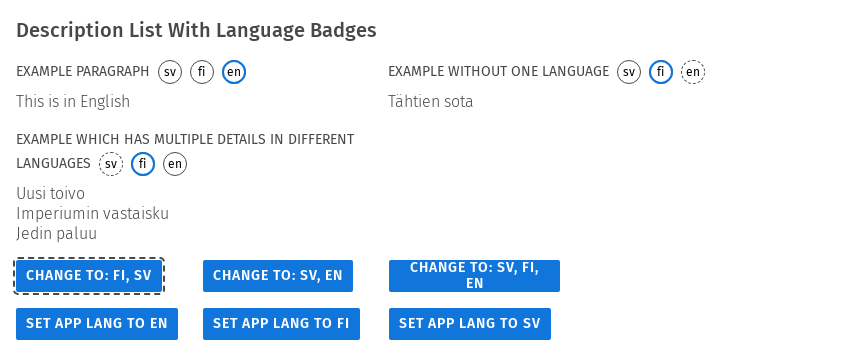 Description List With Language Badges
EXAMPLE PARAGRAPH sv fi en
This is in English
EXAMPLE WITHOUT ONE LANGUAGE sv fi en
Tähtien sota
EXAMPLE WHICH HAS MULTIPLE DETAILS IN DIFFERENT
LANGUAGES sv fi en
Uusi toivo
Imperiumin vastaisku
Jedin paluu
CHANGE TO: FI, SV
CHANGE TO: SV, EN
CHANGE TO: SV, FI,
EN
SET APP LANG TO EN
SET APP LANG TO FI
SET APP LANG TO SV